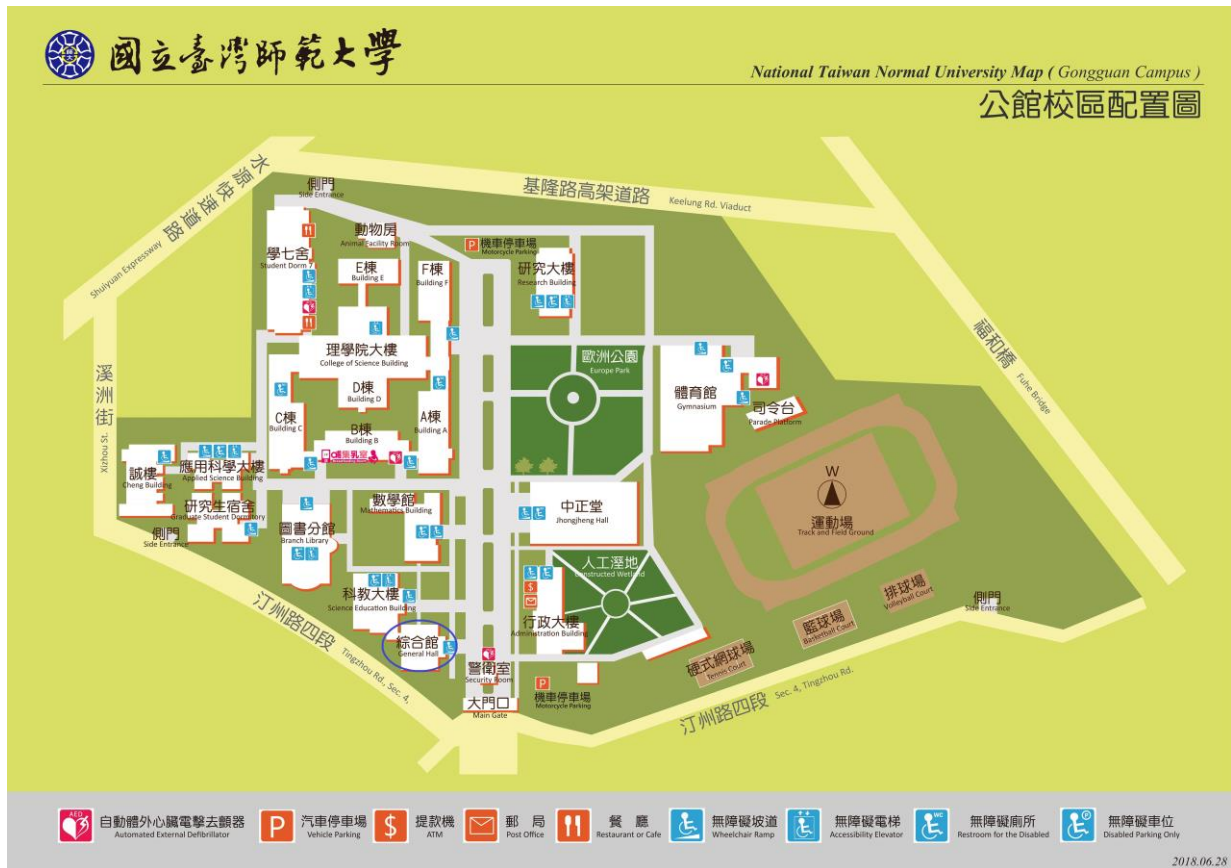 國立臺灣師範大學
National Taiwan Normal University Map ( Gongguan Campus )
公館校區配置圖
水源快速道路
Shuiyuan Expressway
側門
Side Entrance
基隆路高架道路
Keelung Rd. Viaduct
動物房
Animal Facility Room
P
機車停車場
Motorcycle Parking
學七舍
Student Dorm 7
E棟
Building E
F棟
Building F
研究大樓
Research Building
理學院大樓
College of Science Building
歐洲公園
Europe Park
福和橋
Fuhe Bridge
溪洲街
Xizhou St.
D棟
Building D
體育館
Gymnasium
司令台
Parade Platform
C棟
Building C
B棟
Building B
A棟
Building A
哺集乳室
誠樓
Cheng Building
應用科學大樓
Applied Science Building
研究生宿舍
Graduate Student Dormitory
側門
Side Entrance
圖書分館
Branch Library
數學館
Mathematics Building
中正堂
Jhongjheng Hall
W
運動場
Track and Field Ground
人工溼地
Constructed Wetland
科教大樓
Science Education Building
$
行政大樓
Administration Building
排球場
Volleyball Court
側門
Side Entrance
籃球場
Basketball Court
綜合館
General Hall
硬式網球場
Tennis Court
警衛室
Security Room
大門口
Main Gate
P
機車停車場
Motorcycle Parking
汀州路四段
Tingzhou Rd., Sec. 4,
汀州路四段
Sec. 4, Tingzhou Rd.
AED
自動體外心臟電擊去顫器
Automated External Defibrillator
P
汽車停車場
Vehicle Parking
$
提款機
ATM
郵 局
Post Office
餐 廳
Restaurant or Cafe
無障礙坡道
Wheelchair Ramp
無障礙電梯
Accessibility Elevator
WC
無障礙廁所
Restroom for the Disabled
P
無障礙車位
Disabled Parking Only
2018.06.28